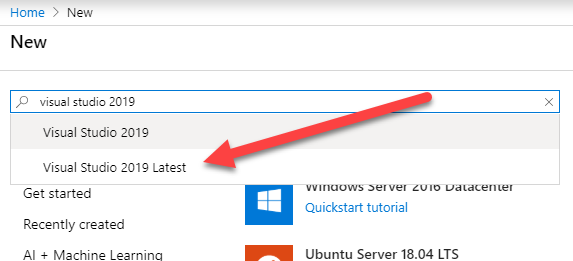 Home > New
New
visual studio 2019
Visual Studio 2019
Visual Studio 2019 Latest
Get started
Recently created
AI + Machine Learning
Windows Server 2016 Datacenter
Quickstart tutorial
Ubuntu Server 18.04 LTS